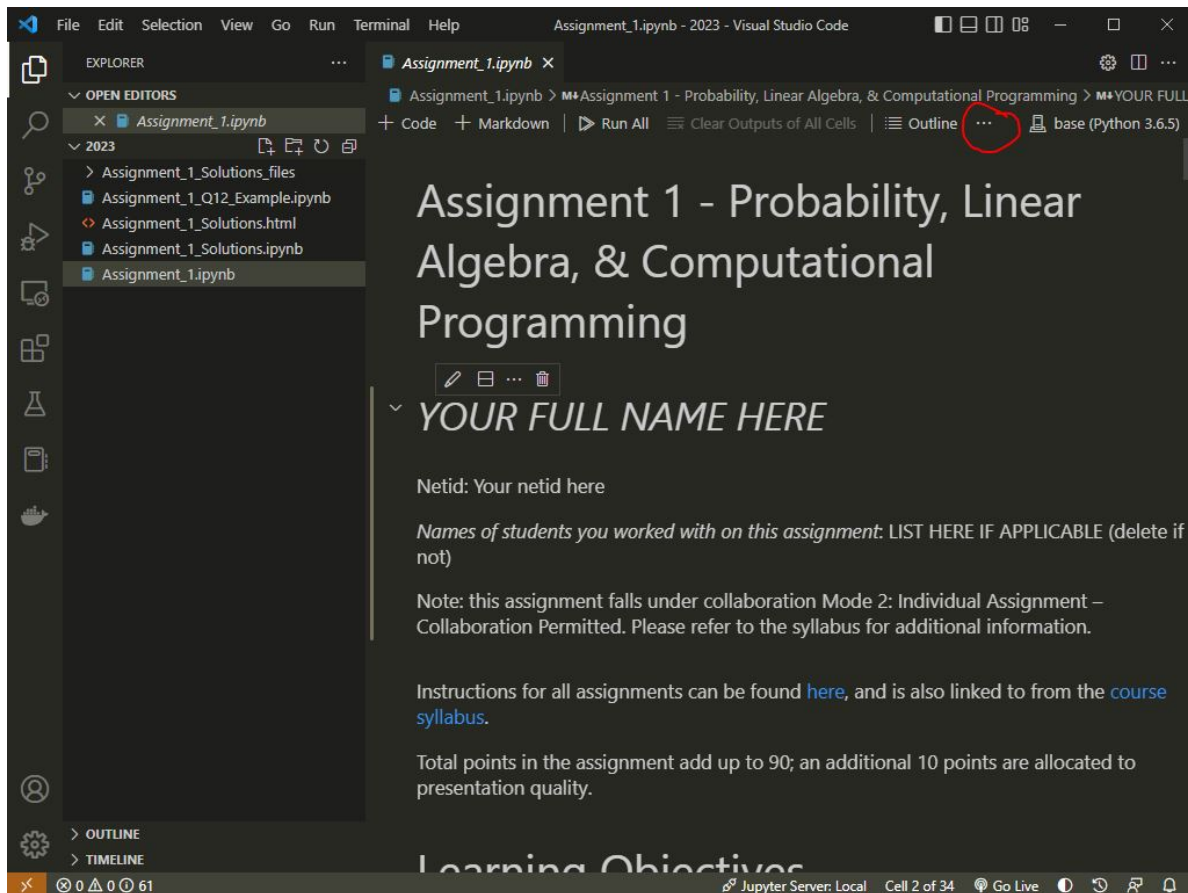 File Edit Selection View Go Run Terminal Help Assignment_1.ipynb - 2023 - Visual Studio Code
EXPLORER
OPEN EDITORS
Assignment_1.ipynb
2023
Assignment_1_Solutions_files
Assignment_1_Q12_Example.ipynb
Assignment_1_Solutions.html
Assignment_1_Solutions.ipynb
Assignment_1.ipynb
OUTLINE
TIMELINE
Assignment_1.ipynb
Assignment_1.ipynb > M↓Assignment 1 - Probability, Linear Algebra, & Computational Programming > M↓YOUR FULL
+ Code + Markdown | Run All Clear Outputs of All Cells | Outline ... base (Python 3.6.5)
Assignment 1 - Probability, Linear
Algebra, & Computational
Programming
YOUR FULL NAME HERE
Netid: Your netid here
Names of students you worked with on this assignment: LIST HERE IF APPLICABLE (delete if
not)
Note: this assignment falls under collaboration Mode 2: Individual Assignment –
Collaboration Permitted. Please refer to the syllabus for additional information.
Instructions for all assignments can be found here, and is also linked to from the course
syllabus.
Total points in the assignment add up to 90; an additional 10 points are allocated to
presentation quality.
Learning Objectives
0 0 61 Jupyter Server: Local Cell 2 of 34 Go Live